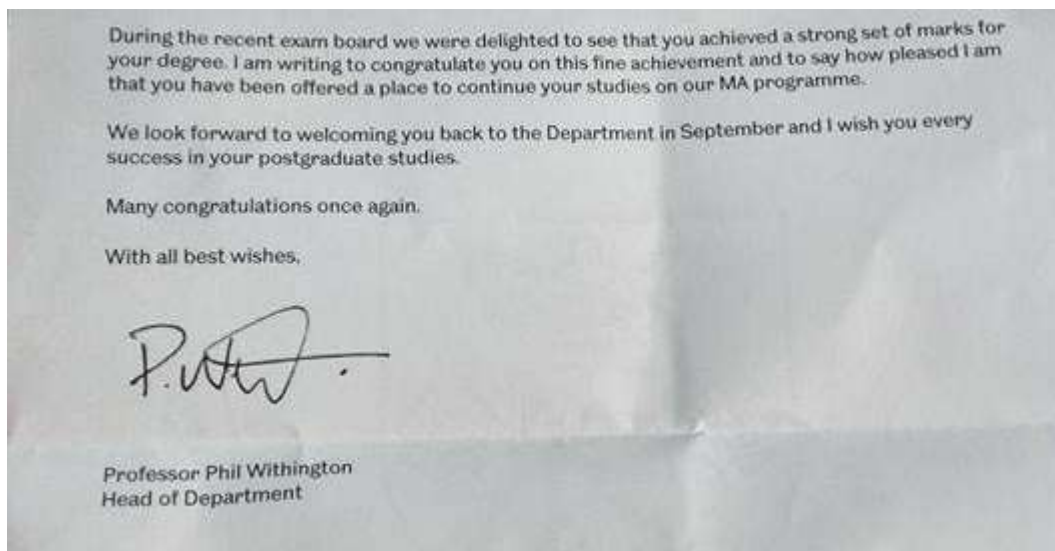 During the recent exam board we were delighted to see that you achieved a strong set of marks for
your degree. I am writing to congratulate you on this fine achievement and to say how pleased I am
that you have been offered a place to continue your studies on our MA programme.
We look forward to welcoming you back to the Department in September and I wish you every
success in your postgraduate studies.
Many congratulations once again.
With all best wishes,
Professor Phil Withington
Head of Department